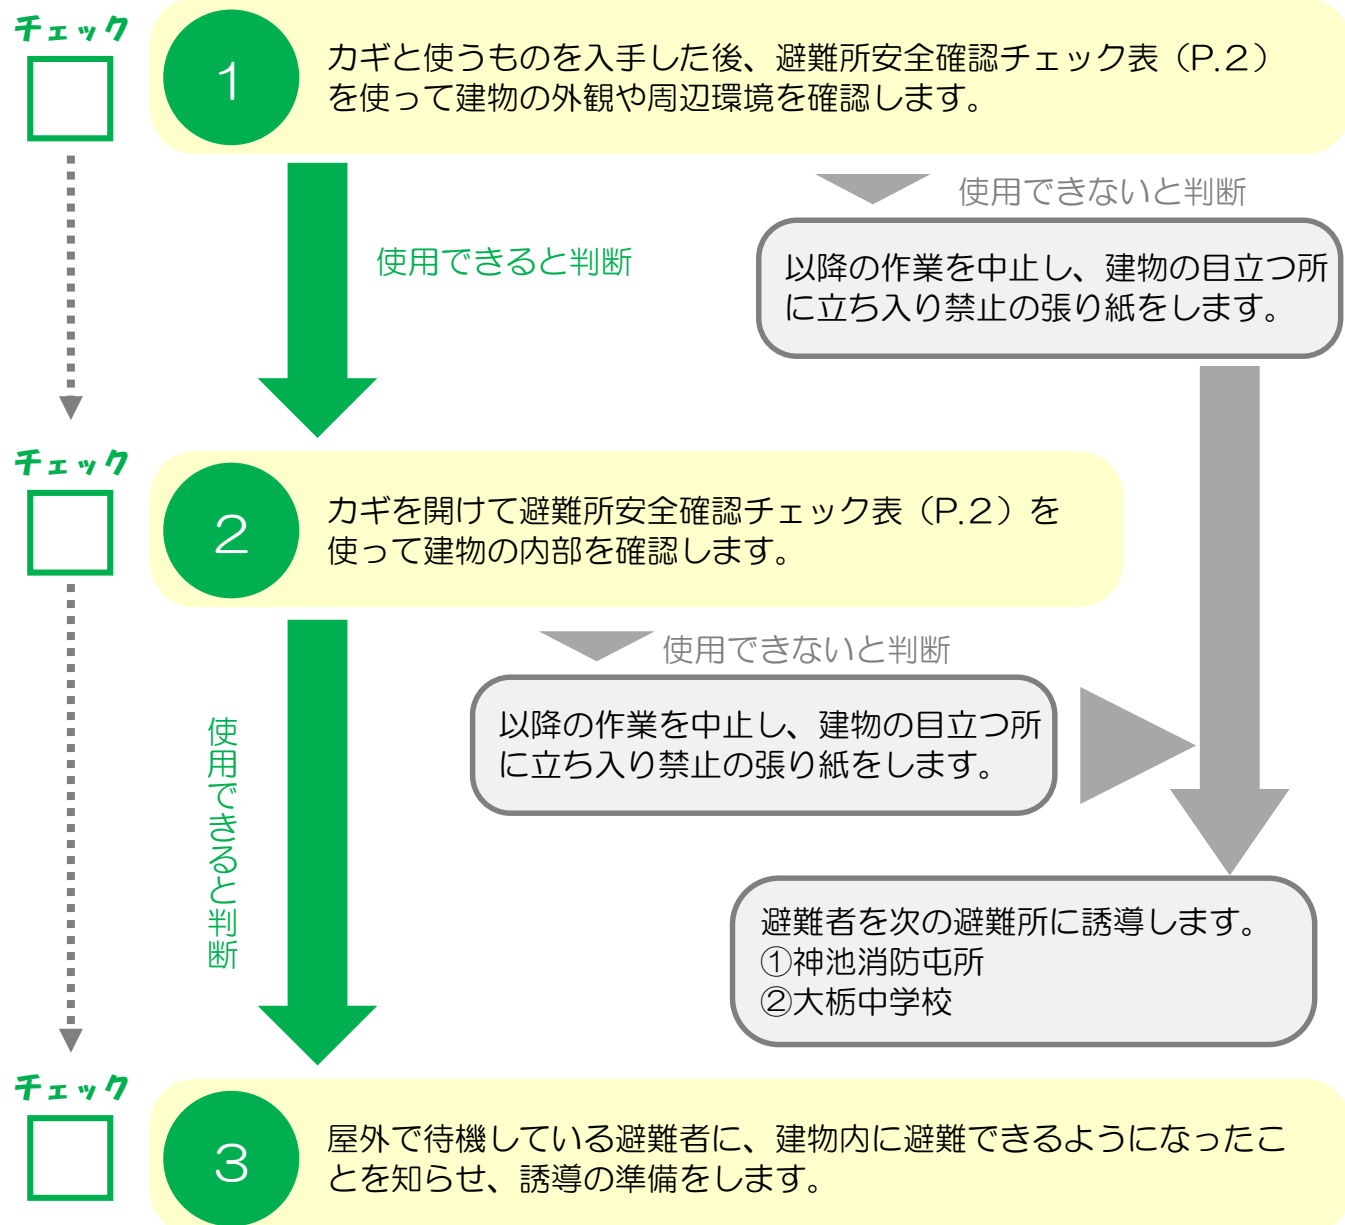 チェック
1
カギと使うものを入手した後、避難所安全確認チェック表（P.2）
を使って建物の外観や周辺環境を確認します。
使用できないと判断
使用できると判断
以降の作業を中止し、建物の目立つ所
に立ち入り禁止の張り紙をします。
チェック
2
カギを開けて避難所安全確認チェック表（P.2）を
使って建物の内部を確認します。
使用できないと判断
以降の作業を中止し、建物の目立つ所
に立ち入り禁止の張り紙をします。
使用できると判断
避難者を次の避難所に誘導します。
①神池消防屯所
②大栃中学校
チェック
3
屋外で待機している避難者に、建物内に避難できるようになったこ
とを知らせ、誘導の準備をします。